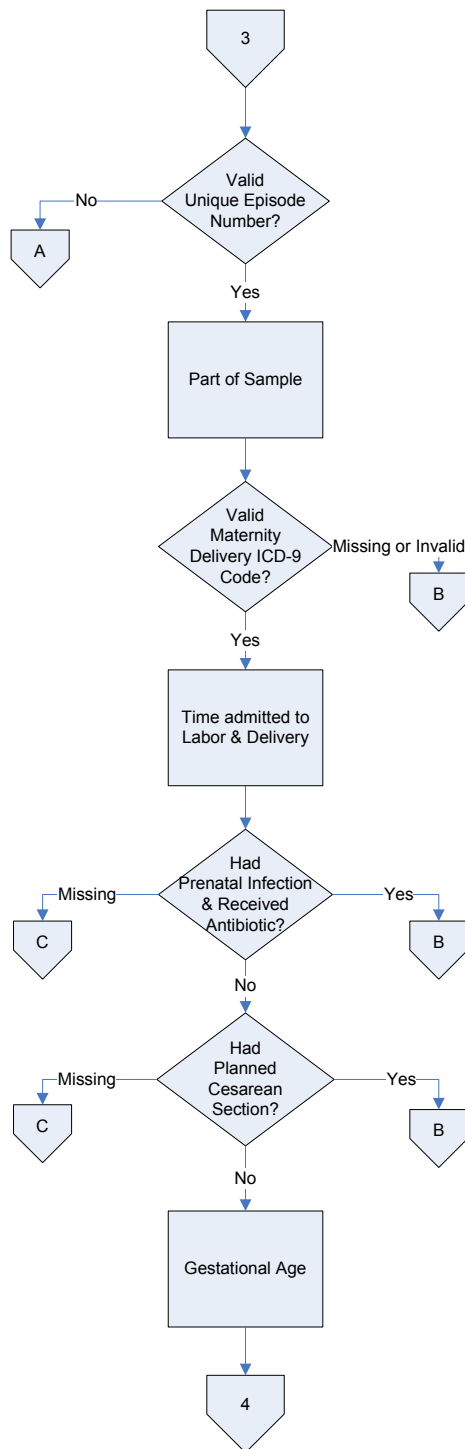 3
Valid
Unique Episode
Number?
No
A
Yes
Part of Sample
Valid
Maternity
Delivery ICD-9
Code?
Missing or Invalid
B
Yes
Time admitted to
Labor & Delivery
Had
Prenatal Infection
& Received
Antibiotic?
Missing
Yes
C
B
No
Had
Planned
Cesarean
Section?
Missing
Yes
C
B
No
Gestational Age
4